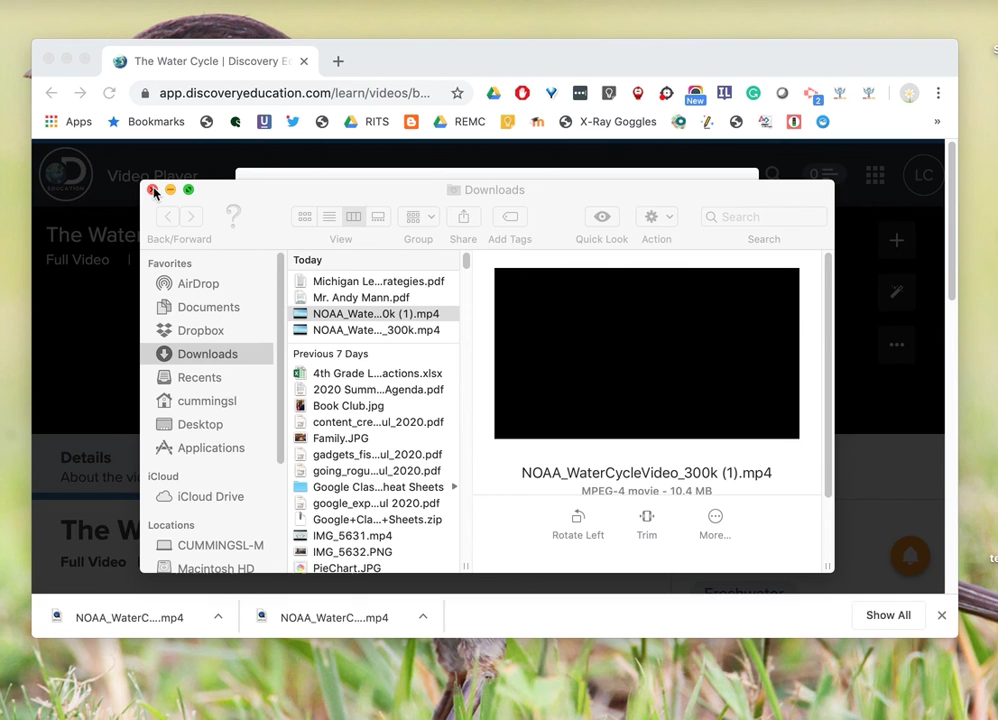 The Water Cycle | Discovery E
app.discoveryeducation.com/learn/videos/b...
New
2
Apps
Bookmarks
U
RITS
REMC
X-Ray Goggles
»
EDUCATION
Video Player
0
LC
Downloads
The Wate
Full Video
?
Search
Back/Forward
View
Group
Share
Add Tags
Quick Look
Action
Search
Favorites
AirDrop
Documents
Dropbox
Downloads
Recents
cummingsl
Desktop
Applications
iCloud
iCloud Drive
Locations
CUMMINGSL-M
Macintosh HD
Today
Michigan Le...rategies.pdf
Mr. Andy Mann.pdf
NOAA_Wate...0k (1).mp4
NOAA_Wate..._300k.mp4
Previous 7 Days
4th Grade L...actions.xlsx
2020 Summ...Agenda.pdf
Book Club.jpg
content_cre...ul_2020.pdf
Family.JPG
gadgets_fis...ul_2020.pdf
going_rogu...ul_2020.pdf
Google Clas...heat Sheets
google_exp...ul 2020.pdf
Google+Cla...+Sheets.zip
IMG_5631.mp4
IMG_5632.PNG
PieChart.JPG
NOAA_WaterCycleVideo_300k (1).mp4
MPEG-4 movie - 10.4 MB
Rotate Left
Trim
More...
Details
About the vi
The W
Full Video
Freshwater
NOAA_WaterC....mp4
NOAA_WaterC....mp4
Show All